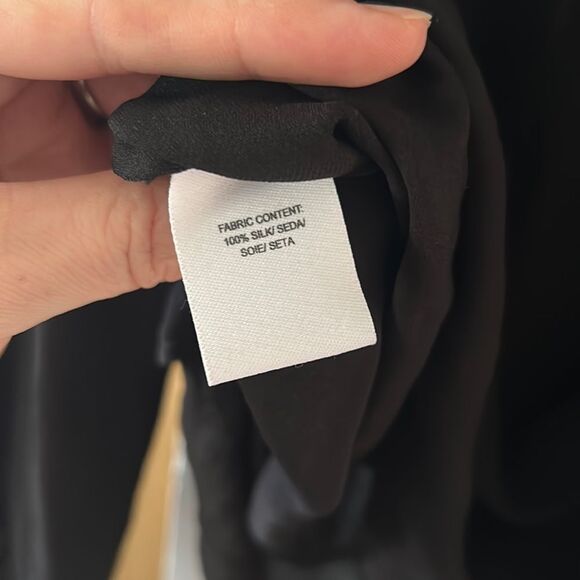 FABRIC CONTENT:
100% SILK/ SEDA/
SOIE/ SETA